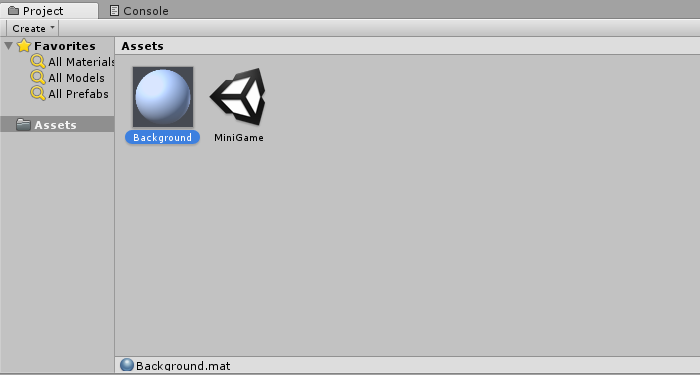 Project
Console
Create
Favorites
All Materials
All Models
All Prefabs
Assets
Assets
Background
MiniGame
Background.mat